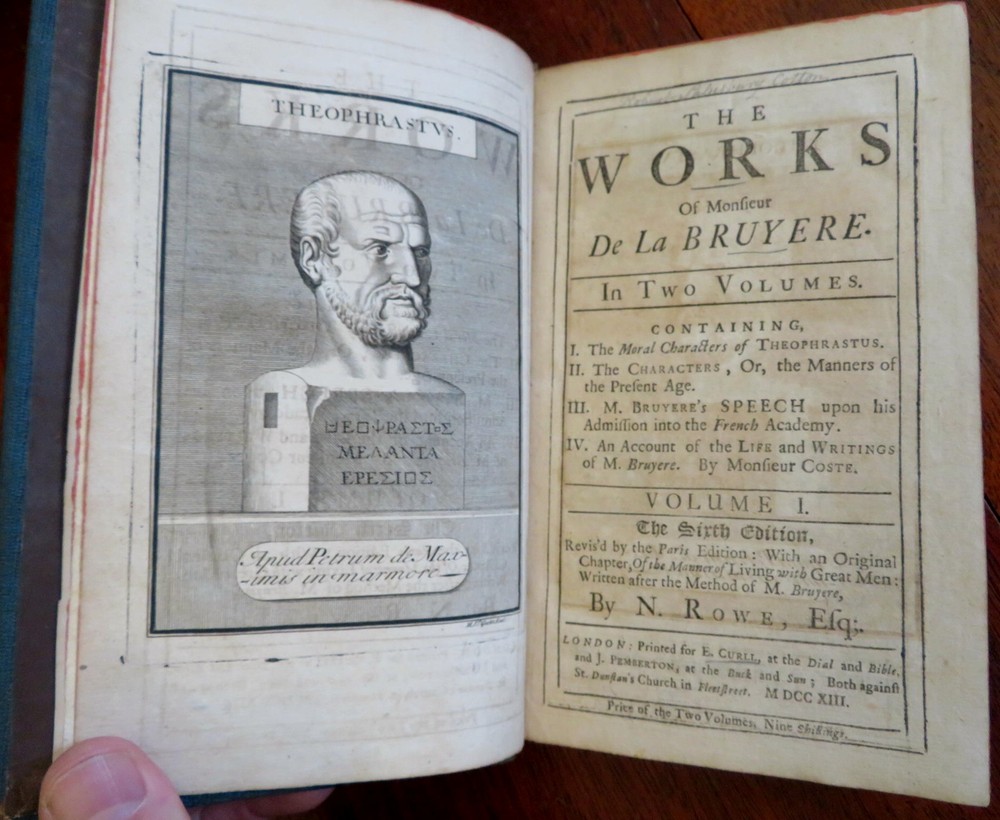 THEOPHRASTVS.
ΘΕΟΨΡΑΣΤΟΣ
ΜΕΛΑΝΤΑ
ΕΡΕΣΙΟΣ
Apud Petrum de Max-
-imis in marmore
THE
WORKS
Of Monſieur
De La BRUYERE.
In TWO VOLUMES.
CONTAINING,
I. The Moral Characters of THEOPHRASTUS.
II. The CHARACTERS, Or, the Manners of
the Preſent Age.
III. M. BRUYERE's SPEECH upon his
Admiſſion into the French Academy.
IV. An Account of the LIFE and WRITINGS
of M. Bruyere. By Monſieur COSTE.
VOLUME I.
The Sixth Edition,
Revis'd by the Paris Edition: With an Original
Chapter, Of the Manner of Living with Great Men:
Written after the Method of M. Bruyere,
By N. ROWE, Eſq;.
LONDON: Printed for E. CURLL, at the Dial and Bible,
and J. PEMBERTON, at the Buck and Sun; Both againſt
St. Dunſtan's Church in Fleetſtreet. M DCC XIII.
Price of the Two Volumes, Nine Shillings.